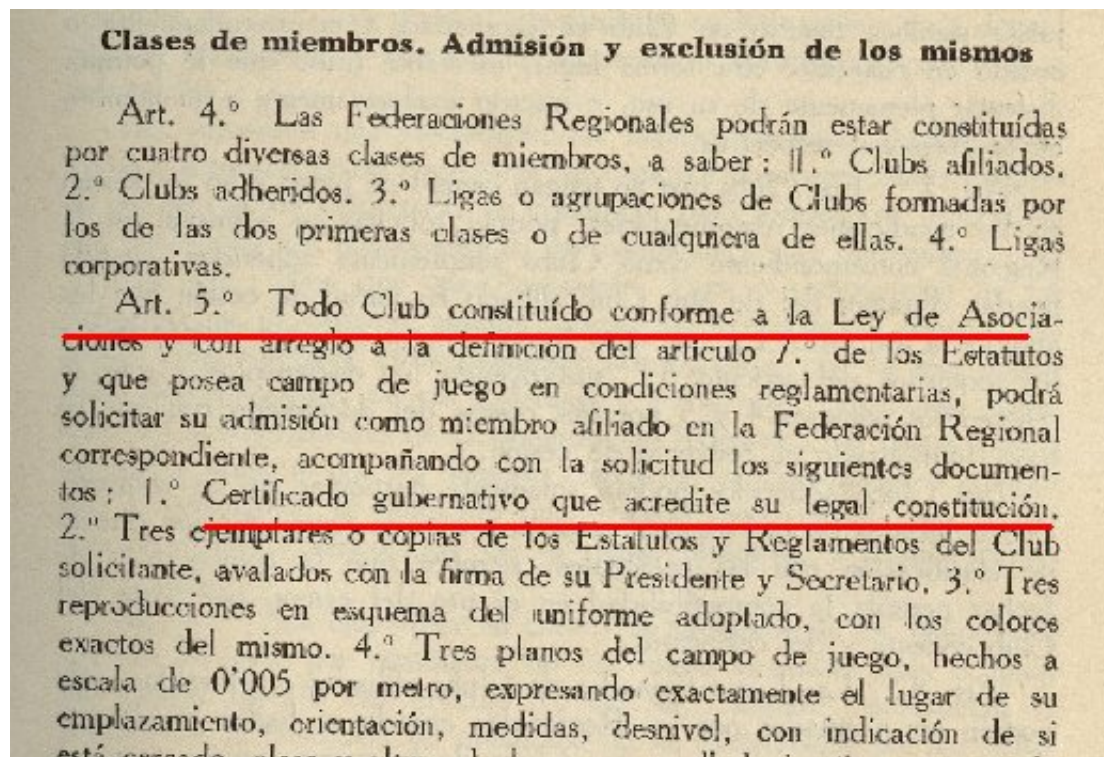 Clases de miembros. Admisión y exclusión de los mismos
Art. 4.° Las Federaciones Regionales podrán estar constituídas
por cuatro diversas clases de miembros, a saber: 1.° Clubs afiliados.
2.° Clubs adheridos. 3.° Ligas o agrupaciones de Clubs formadas por
los de las dos primeras clases o de cualquiera de ellas. 4.° Ligas
corporativas.
Art. 5.° Todo Club constituído conforme a la Ley de Asocia-
ciones y con arreglo a la definición del artículo 7.° de los Estatutos
y que posea campo de juego en condiciones reglamentarias, podrá
solicitar su admisión como miembro afiliado en la Federación Regional
correspondiente, acompañando con la solicitud los siguientes documen-
tos: 1.° Certificado gubernativo que acredite su legal constitución.
2.° Tres ejemplares o copias de los Estatutos y Reglamentos del Club
solicitante, avalados con la firma de su Presidente y Secretario. 3.° Tres
reproducciones en esquema del uniforme adoptado, con los colores
exactos del mismo. 4.° Tres planos del campo de juego, hechos a
escala de 0'005 por metro, expresando exactamente el lugar de su
emplazamiento, orientación, medidas, desnivel, con indicación de si